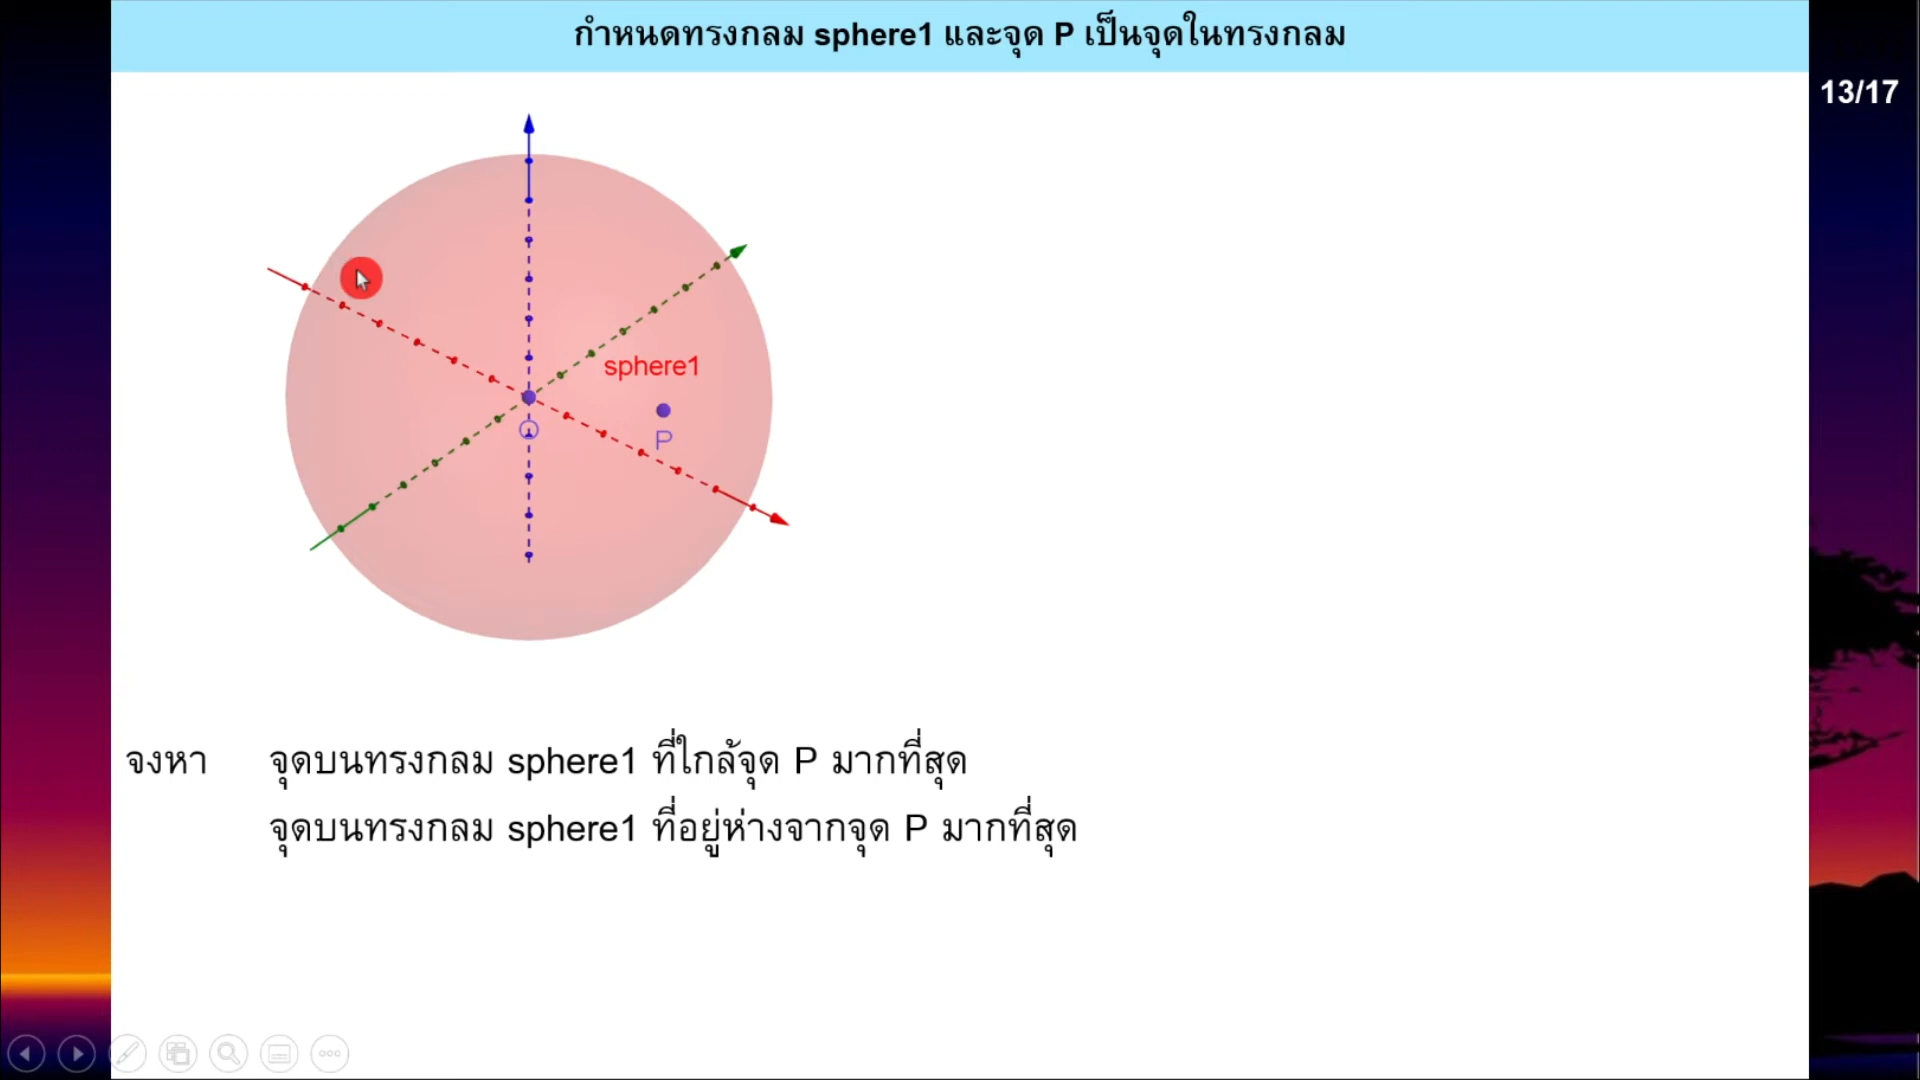 กำหนดทรงกลม sphere1 และจุด P เป็นจุดในทรงกลม
13/17
sphere1
O
P
จงหา จุดบนทรงกลม sphere1 ที่ใกล้จุด P มากที่สุด
จุดบนทรงกลม sphere1 ที่อยู่ห่างจากจุด P มากที่สุด